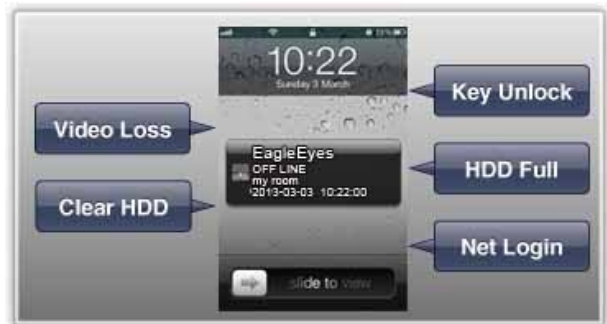 10:22
Sunday 3 March
Key Unlock
Video Loss
EagleEyes
OFF LINE
my room
2013-03-03 10:22:00
HDD Full
Clear HDD
Net Login
slide to view